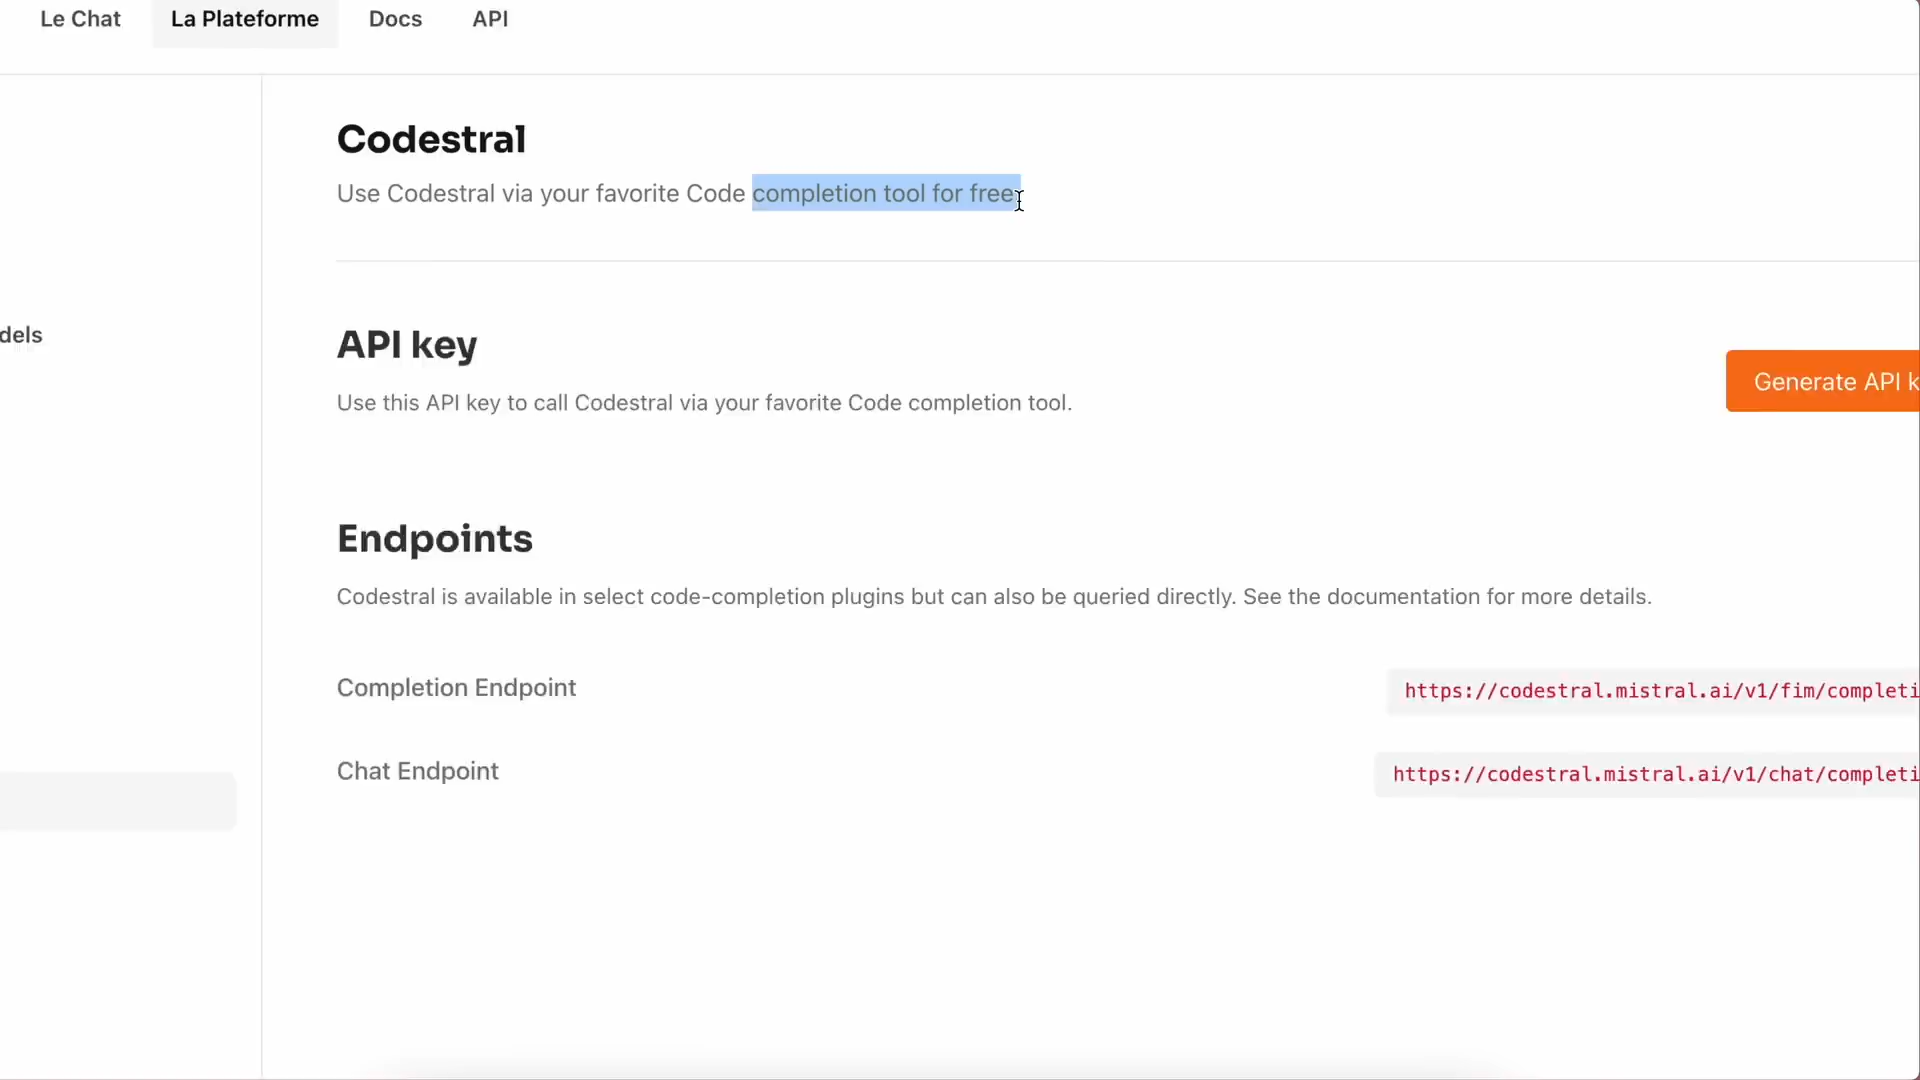 Le Chat La Plateforme Docs API
Codestral
Use Codestral via your favorite Code completion tool for free.
dels
API key
Use this API key to call Codestral via your favorite Code completion tool.
Generate API k
Endpoints
Codestral is available in select code-completion plugins but can also be queried directly. See the documentation for more details.
Completion Endpoint
https://codestral.mistral.ai/v1/fim/completi
Chat Endpoint
https://codestral.mistral.ai/v1/chat/completi